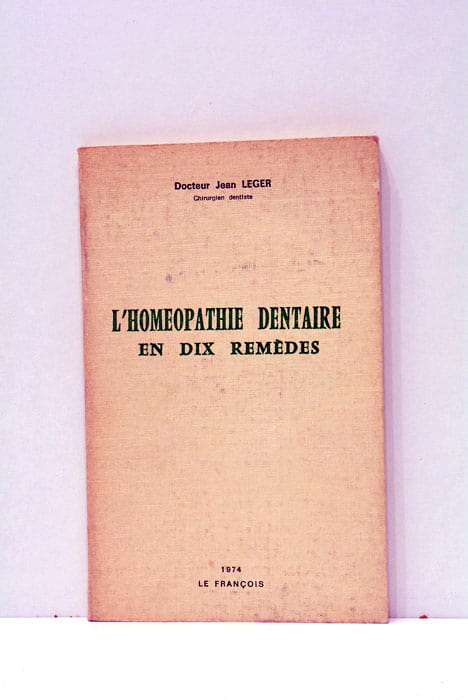 Docteur Jean LEGER
Chirurgien dentiste
L'HOMEOPATHIE DENTAIRE
EN DIX REMÈDES
1974
LE FRANÇOIS